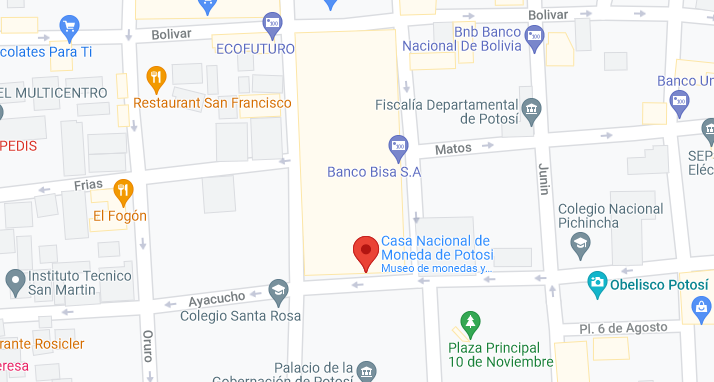 Bolivar
Bolivar
colates Para Ti
ECOFUTURO
Bnb Banco
Nacional De Bolivia
EL MULTICENTRO
Restaurant San Francisco
Banco Un
Fiscalía Departamental
de Potosí
PEDIS
Matos
SEP
Eléc
Banco Bisa S.A
Junin
Frias
El Fogón
Colegio Nacional
Pichincha
Casa Nacional de
Moneda de Potosi
Museo de monedas y...
Instituto Tecnico
San Martin
Ayacucho
Colegio Santa Rosa
Obelisco Potosí
Pl. 6 de Agosto
Oruro
Plaza Principal
10 de Noviembre
rante Rosicler
eresa
Palacio de la
Gobernación de Potosí